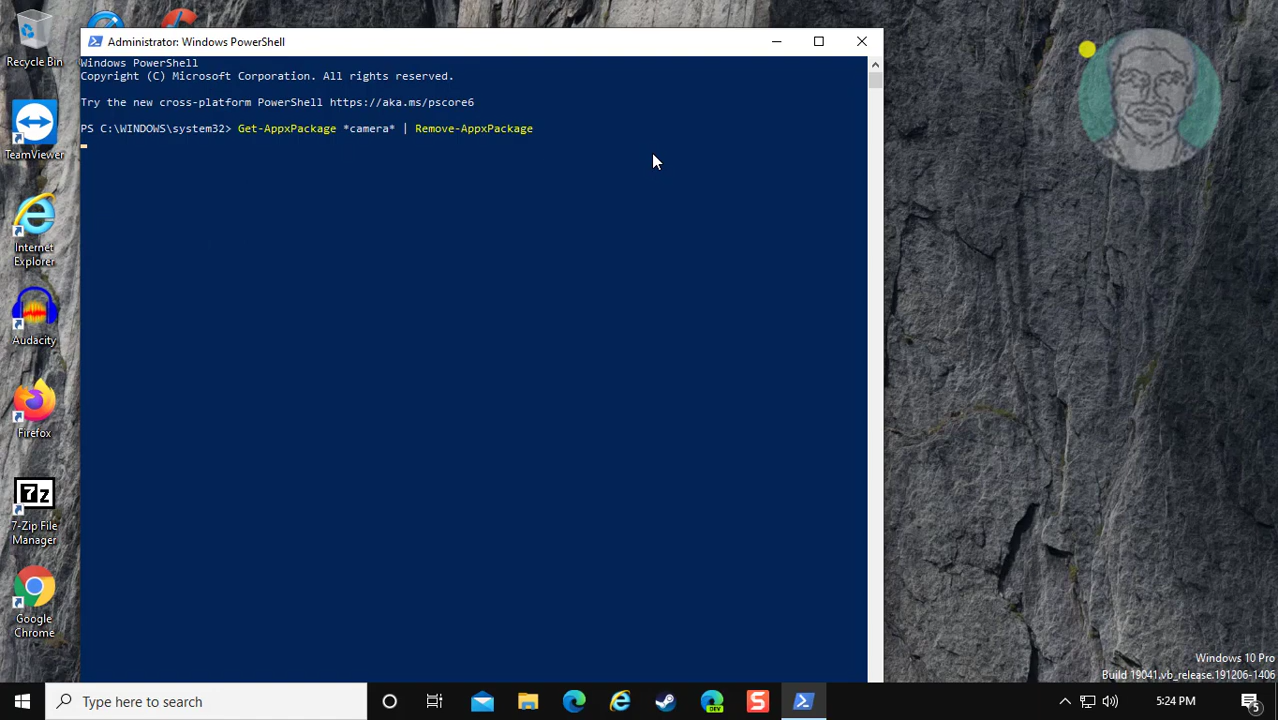 Recycle Bin
TeamViewer
Internet
Explorer
Audacity
Firefox
7z
7-Zip File
Manager
Google
Chrome
Administrator: Windows PowerShell
Windows PowerShell
Copyright (C) Microsoft Corporation. All rights reserved.
Try the new cross-platform PowerShell https://aka.ms/pscore6
PS C:\WINDOWS\system32> Get-AppxPackage *camera* | Remove-AppxPackage
Windows 10 Pro
Build 19041.vb_release.191206-1406
Type here to search
DEV
S
5:24 PM
5